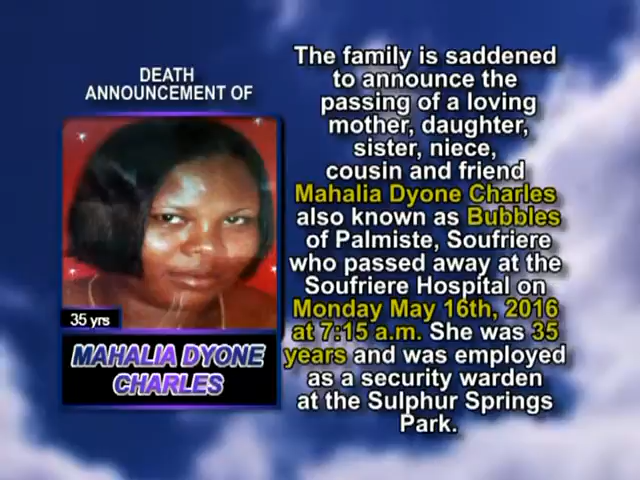 DEATH
ANNOUNCEMENT OF
35 yrs
MAHALIA DYONE
CHARLES
The family is saddened
to announce the
passing of a loving
mother, daughter,
sister, niece,
cousin and friend
Mahalia Dyone Charles
also known as Bubbles
of Palmiste, Soufriere
who passed away at the
Soufriere Hospital on
Monday May 16th, 2016
at 7:15 a.m. She was 35
years and was employed
as a security warden
at the Sulphur Springs
Park.